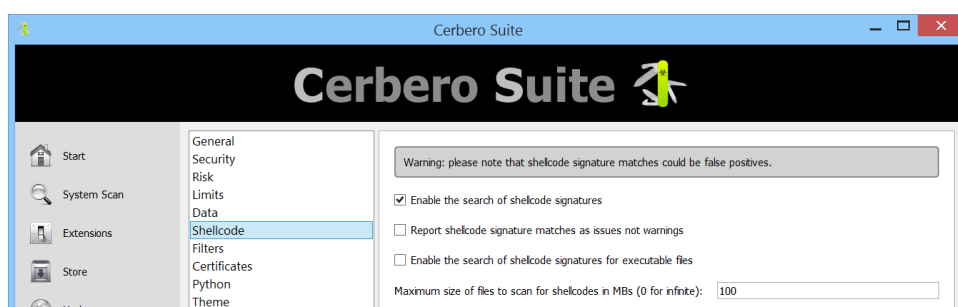 Cerbero Suite
Cerbero Suite
Start
System Scan
Extensions
Store
General
Security
Risk
Limits
Data
Shellcode
Filters
Certificates
Python
Theme
Warning: please note that shellcode signature matches could be false positives.
Enable the search of shellcode signatures
Report shellcode signature matches as issues not warnings
Enable the search of shellcode signatures for executable files
Maximum size of files to scan for shellcodes in MBs (0 for infinite): 100